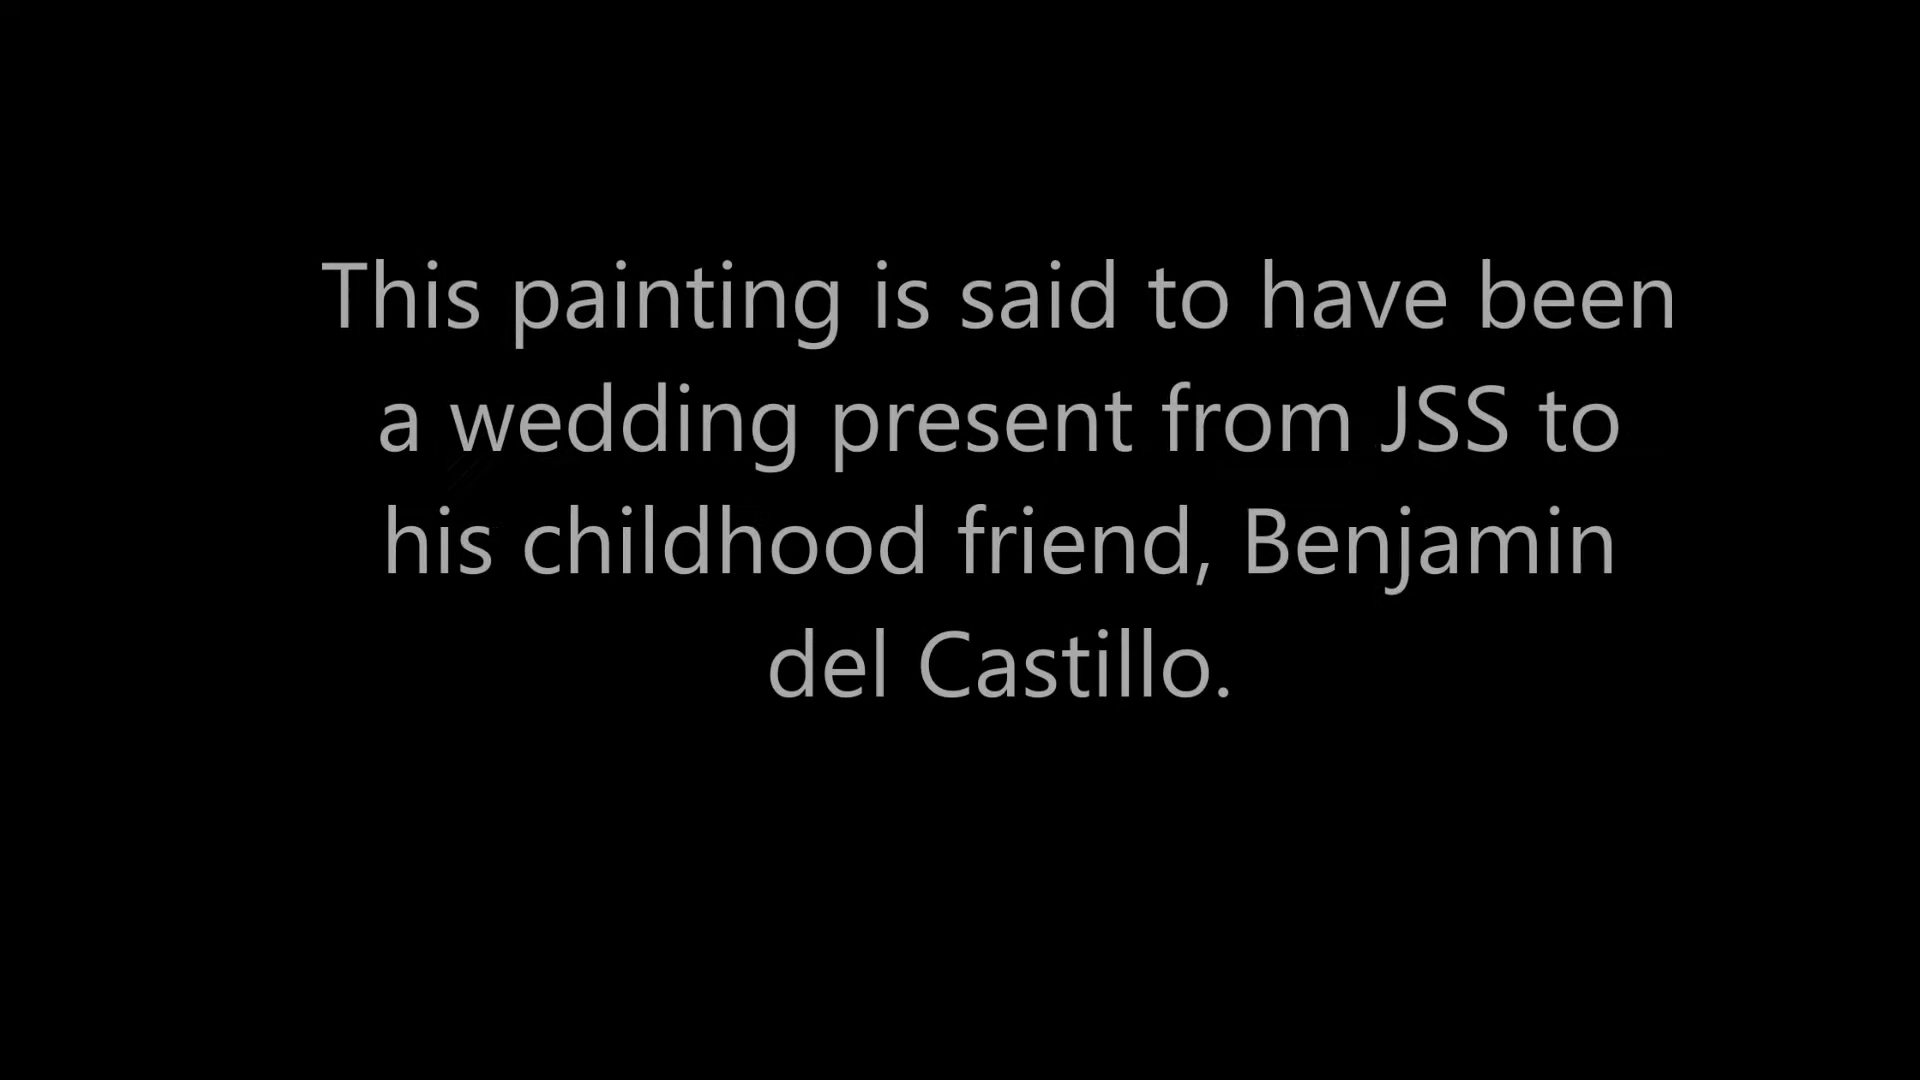 This painting is said to have been
a wedding present from JSS to
his childhood friend, Benjamin
del Castillo.